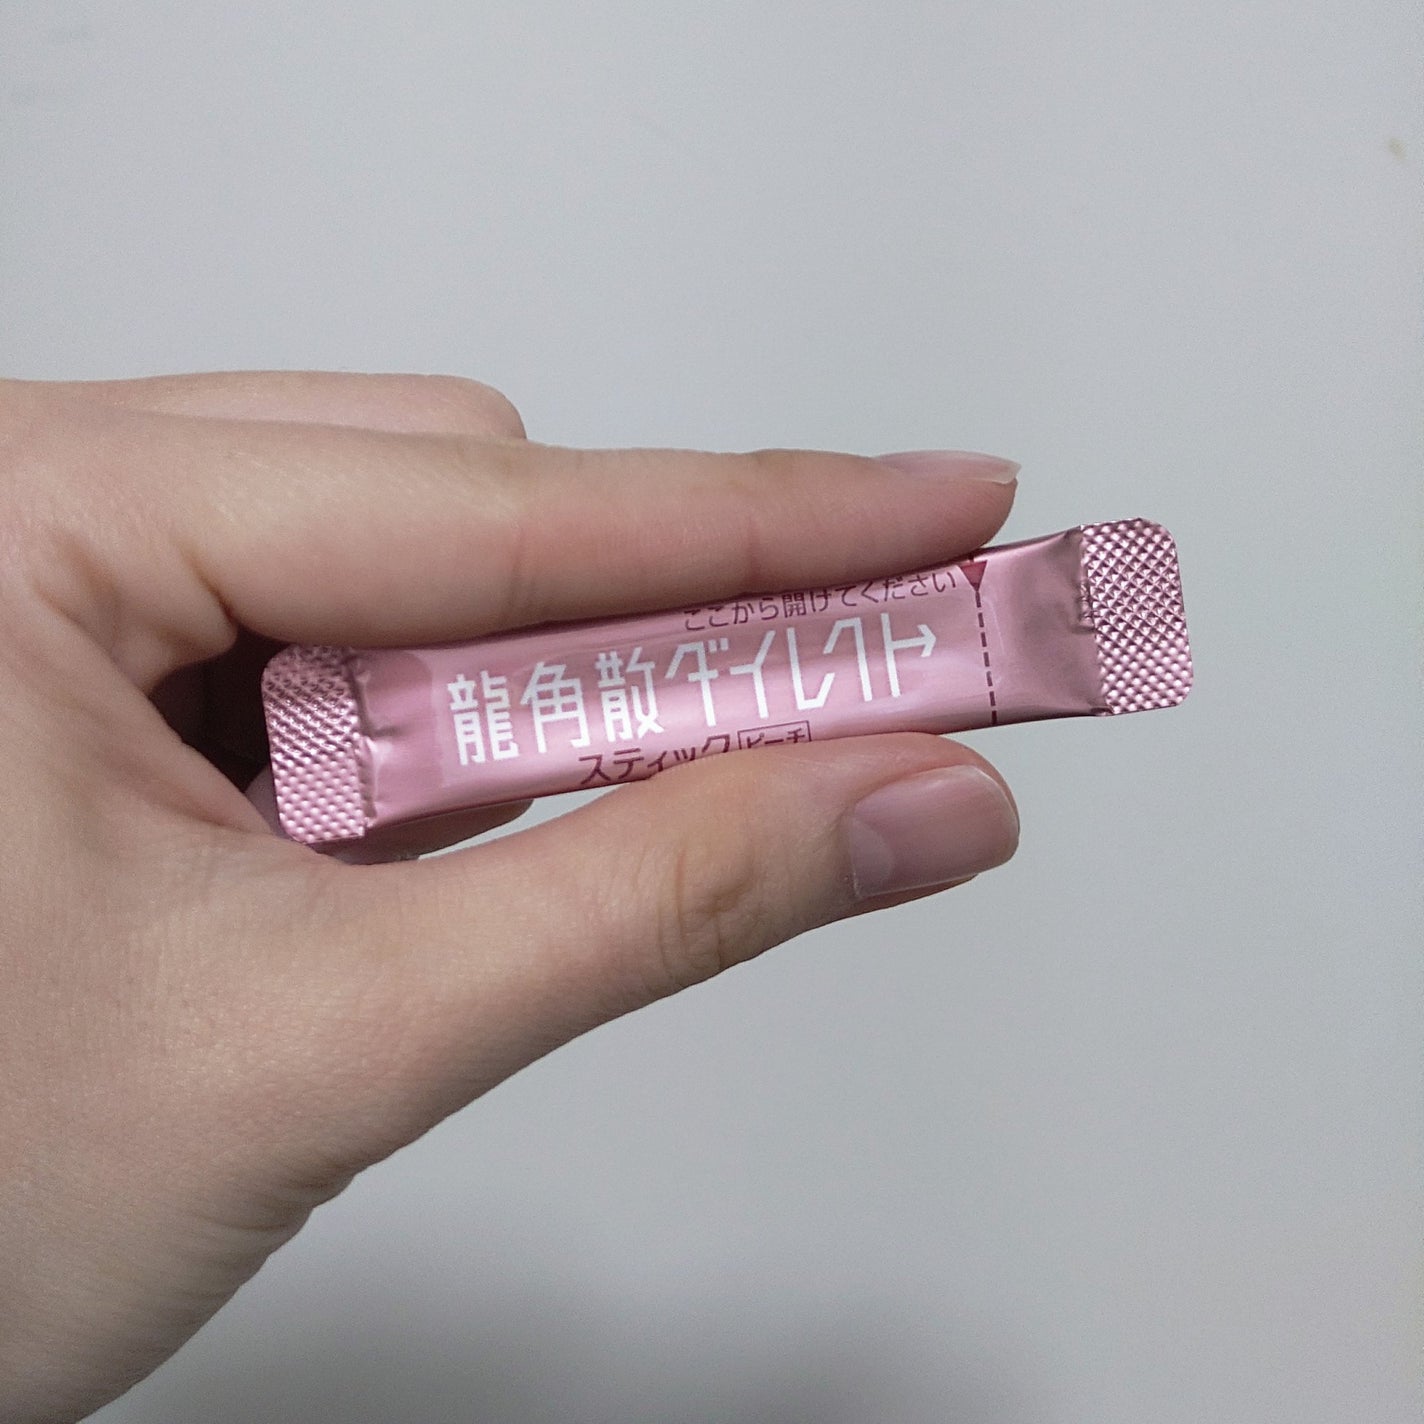 ここから開けてください
龍角散ダイレクト
スティック ピーチ